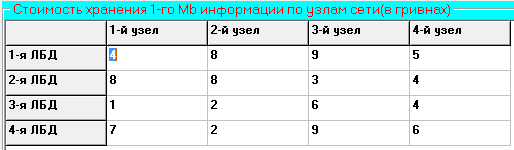 Стоимость хранения 1-го Mb информации по узлам сети(в гривнах)
1-й узел 2-й узел 3-й узел 4-й узел
1-я ЛБД 4 8 9 5
2-я ЛБД 8 8 3 4
3-я ЛБД 1 2 6 4
4-я ЛБД 7 2 9 6